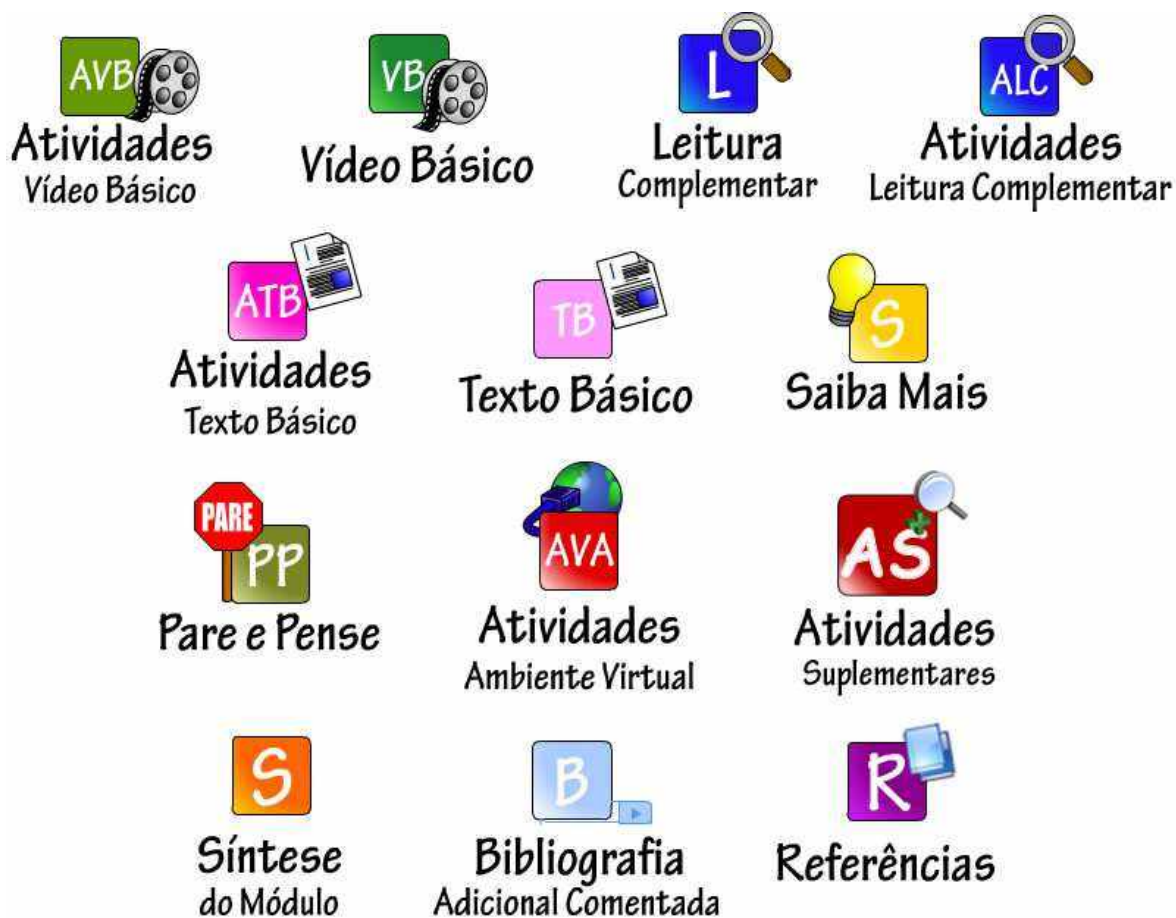 AVB
Atividades
Vídeo Básico
VB
Vídeo Básico
L
Leitura
Complementar
ALC
Atividades
Leitura Complementar
ATB
Atividades
Texto Básico
TB
Texto Básico
S
Saiba Mais
PARE
PP
Pare e Pense
AVA
Atividades
Ambiente Virtual
AS
Atividades
Suplementares
S
Síntese
do Módulo
B
Bibliografia
Adicional Comentada
R
Referências